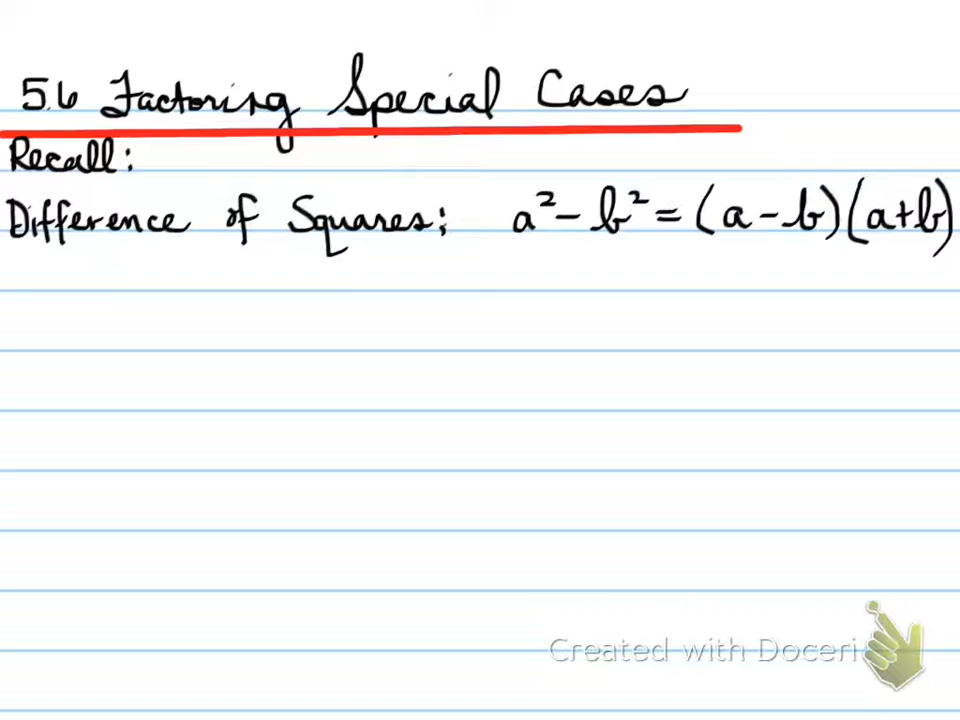 5.6 Factoring Special Cases
Recall:
Difference of Squares: a² - b² = (a - b)(a + b)
Created with Doceri